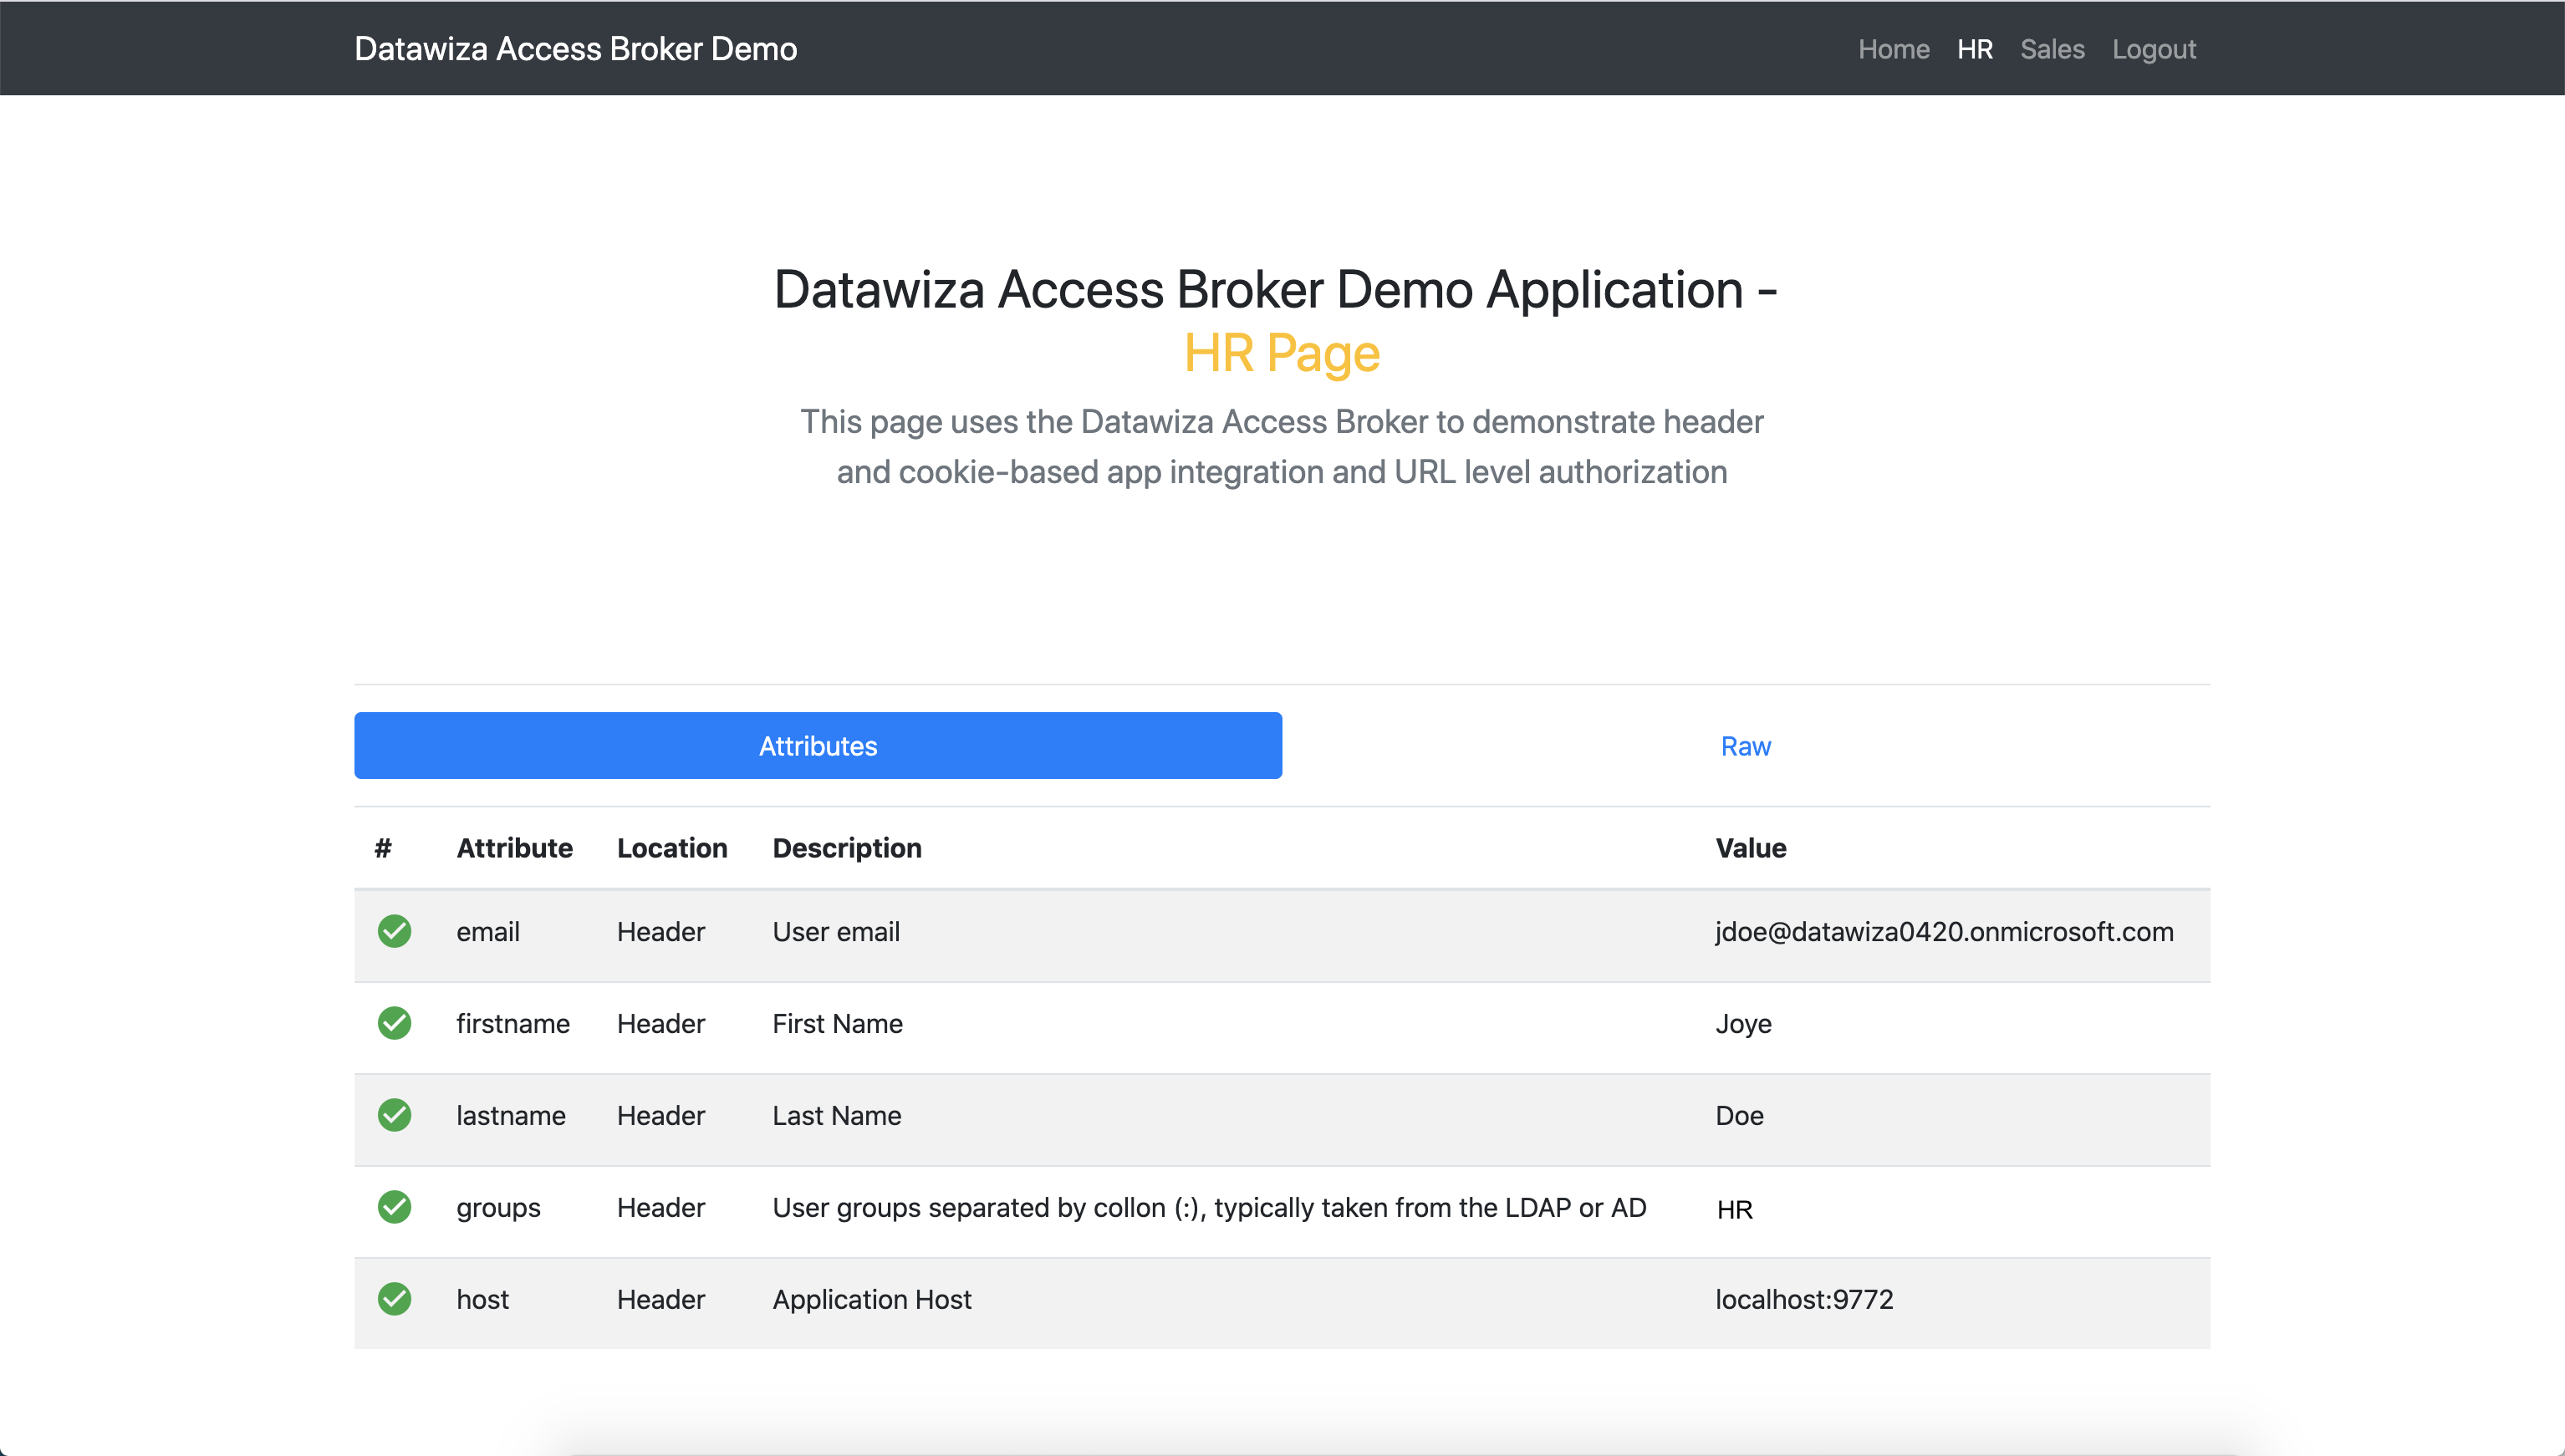 Datawiza Access Broker Demo Home HR Sales Logout
Datawiza Access Broker Demo Application -
HR Page
This page uses the Datawiza Access Broker to demonstrate header
and cookie-based app integration and URL level authorization
Attributes Raw
# Attribute Location Description Value
email Header User email jdoe@datawiza0420.onmicrosoft.com
firstname Header First Name Joye
lastname Header Last Name Doe
groups Header User groups separated by collon (:), typically taken from the LDAP or AD HR
host Header Application Host localhost:9772